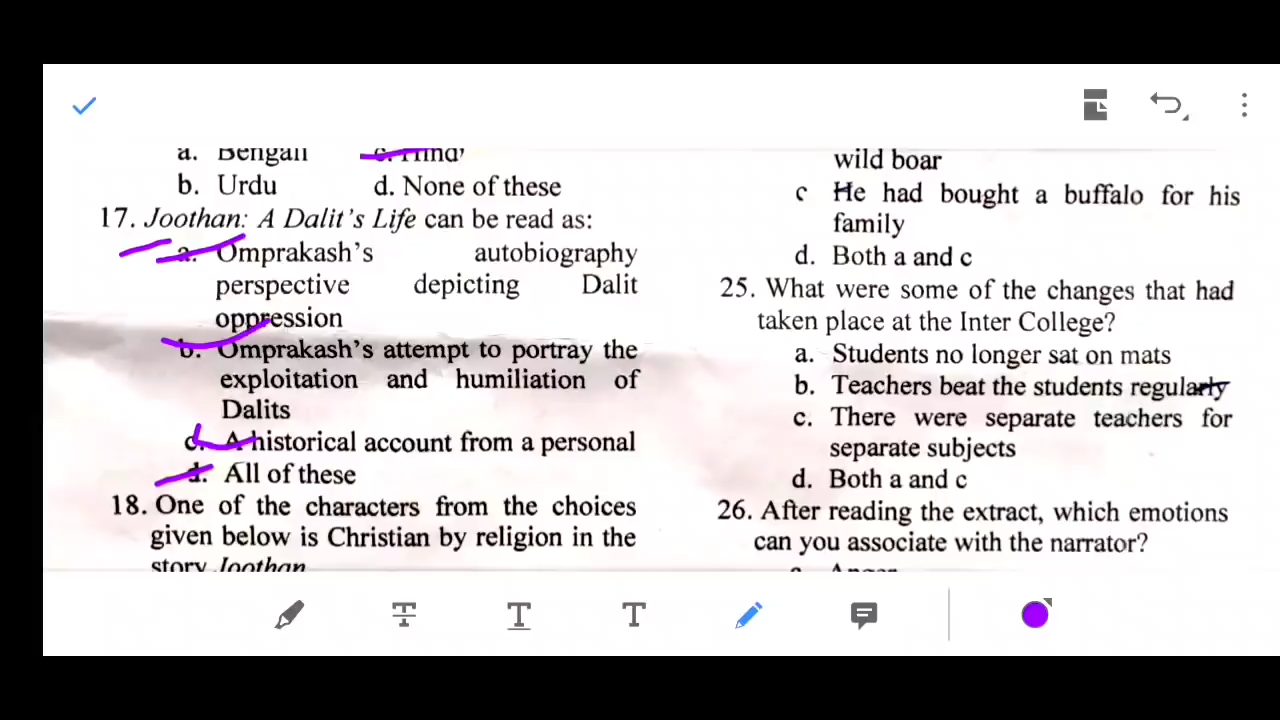 a. Bengali c. Hindi
b. Urdu d. None of these
17. Joothan: A Dalit's Life can be read as:
a. Omprakash's autobiography
perspective depicting Dalit
oppression
b. Omprakash's attempt to portray the
exploitation and humiliation of
Dalits
c. A historical account from a personal
d. All of these
18. One of the characters from the choices
given below is Christian by religion in the
story Joothan
wild boar
c He had bought a buffalo for his
family
d. Both a and c
25. What were some of the changes that had
taken place at the Inter College?
a. Students no longer sat on mats
b. Teachers beat the students regularly
c. There were separate teachers for
separate subjects
d. Both a and c
26. After reading the extract, which emotions
can you associate with the narrator?
a. Anger